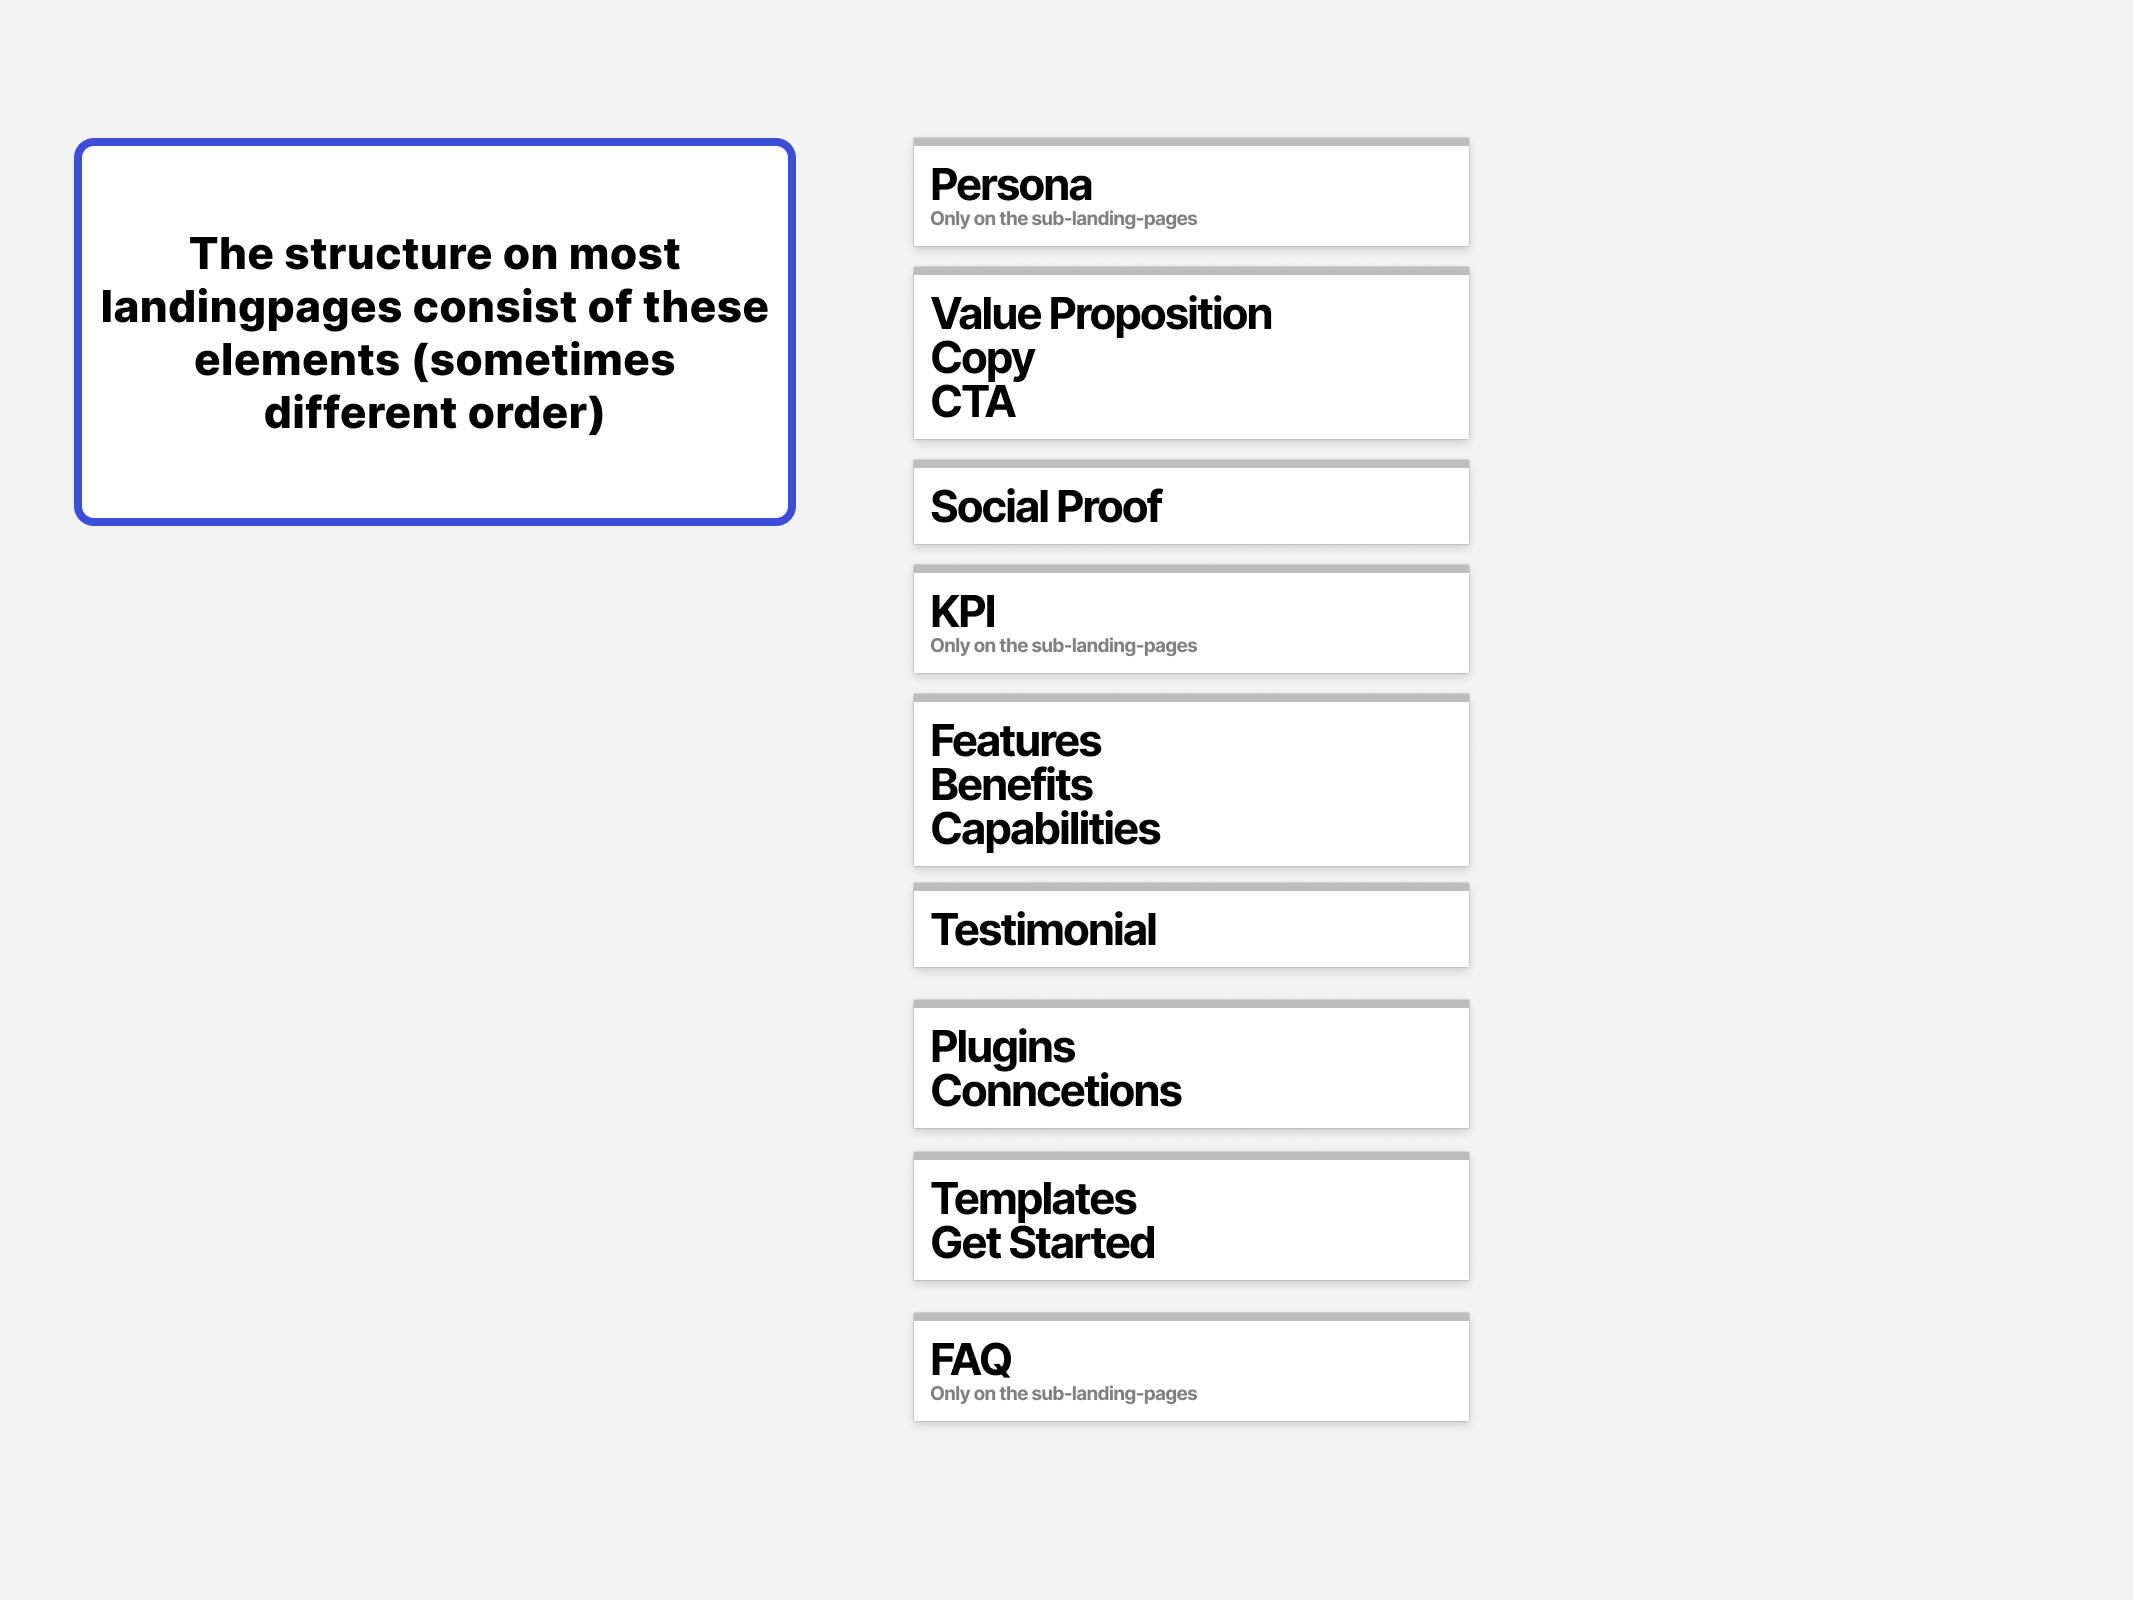 The structure on most
landingpages consist of these
elements (sometimes
different order)
Persona
Only on the sub-landing-pages
Value Proposition
Copy
CTA
Social Proof
KPI
Only on the sub-landing-pages
Features
Benefits
Capabilities
Testimonial
Plugins
Conncetions
Templates
Get Started
FAQ
Only on the sub-landing-pages